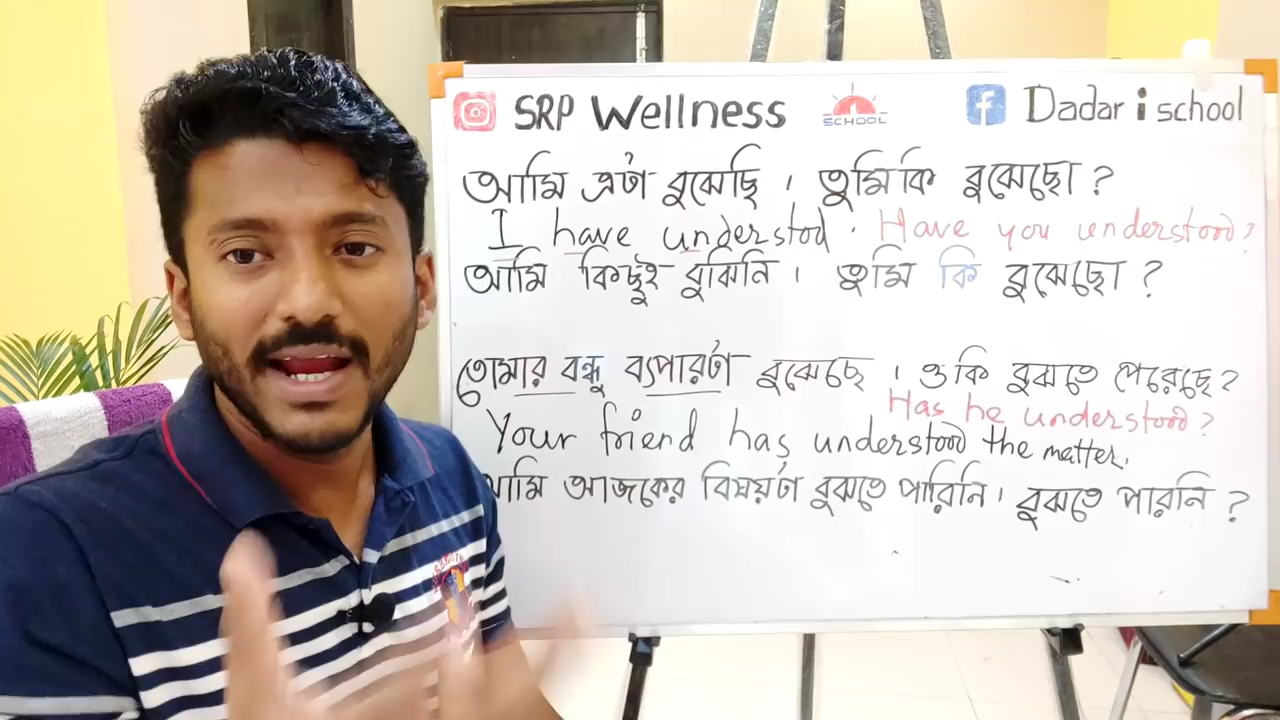 SRP Wellness SCHOOL Dadar i school
আমি এটা বুঝেছি । তুমি কি বুঝেছো ?
I have understood. Have you understood?
আমি কিছুই বুঝিনি । তুমি কি বুঝেছো ?
তোমার বন্ধু ব্যপারটা বুঝেছে । ও কি বুঝতে পেরেছে ?
Has he understood?
Your friend has understood the matter.
আমি আজকের বিষয়টা বুঝতে পারিনি । বুঝতে পারনি ?